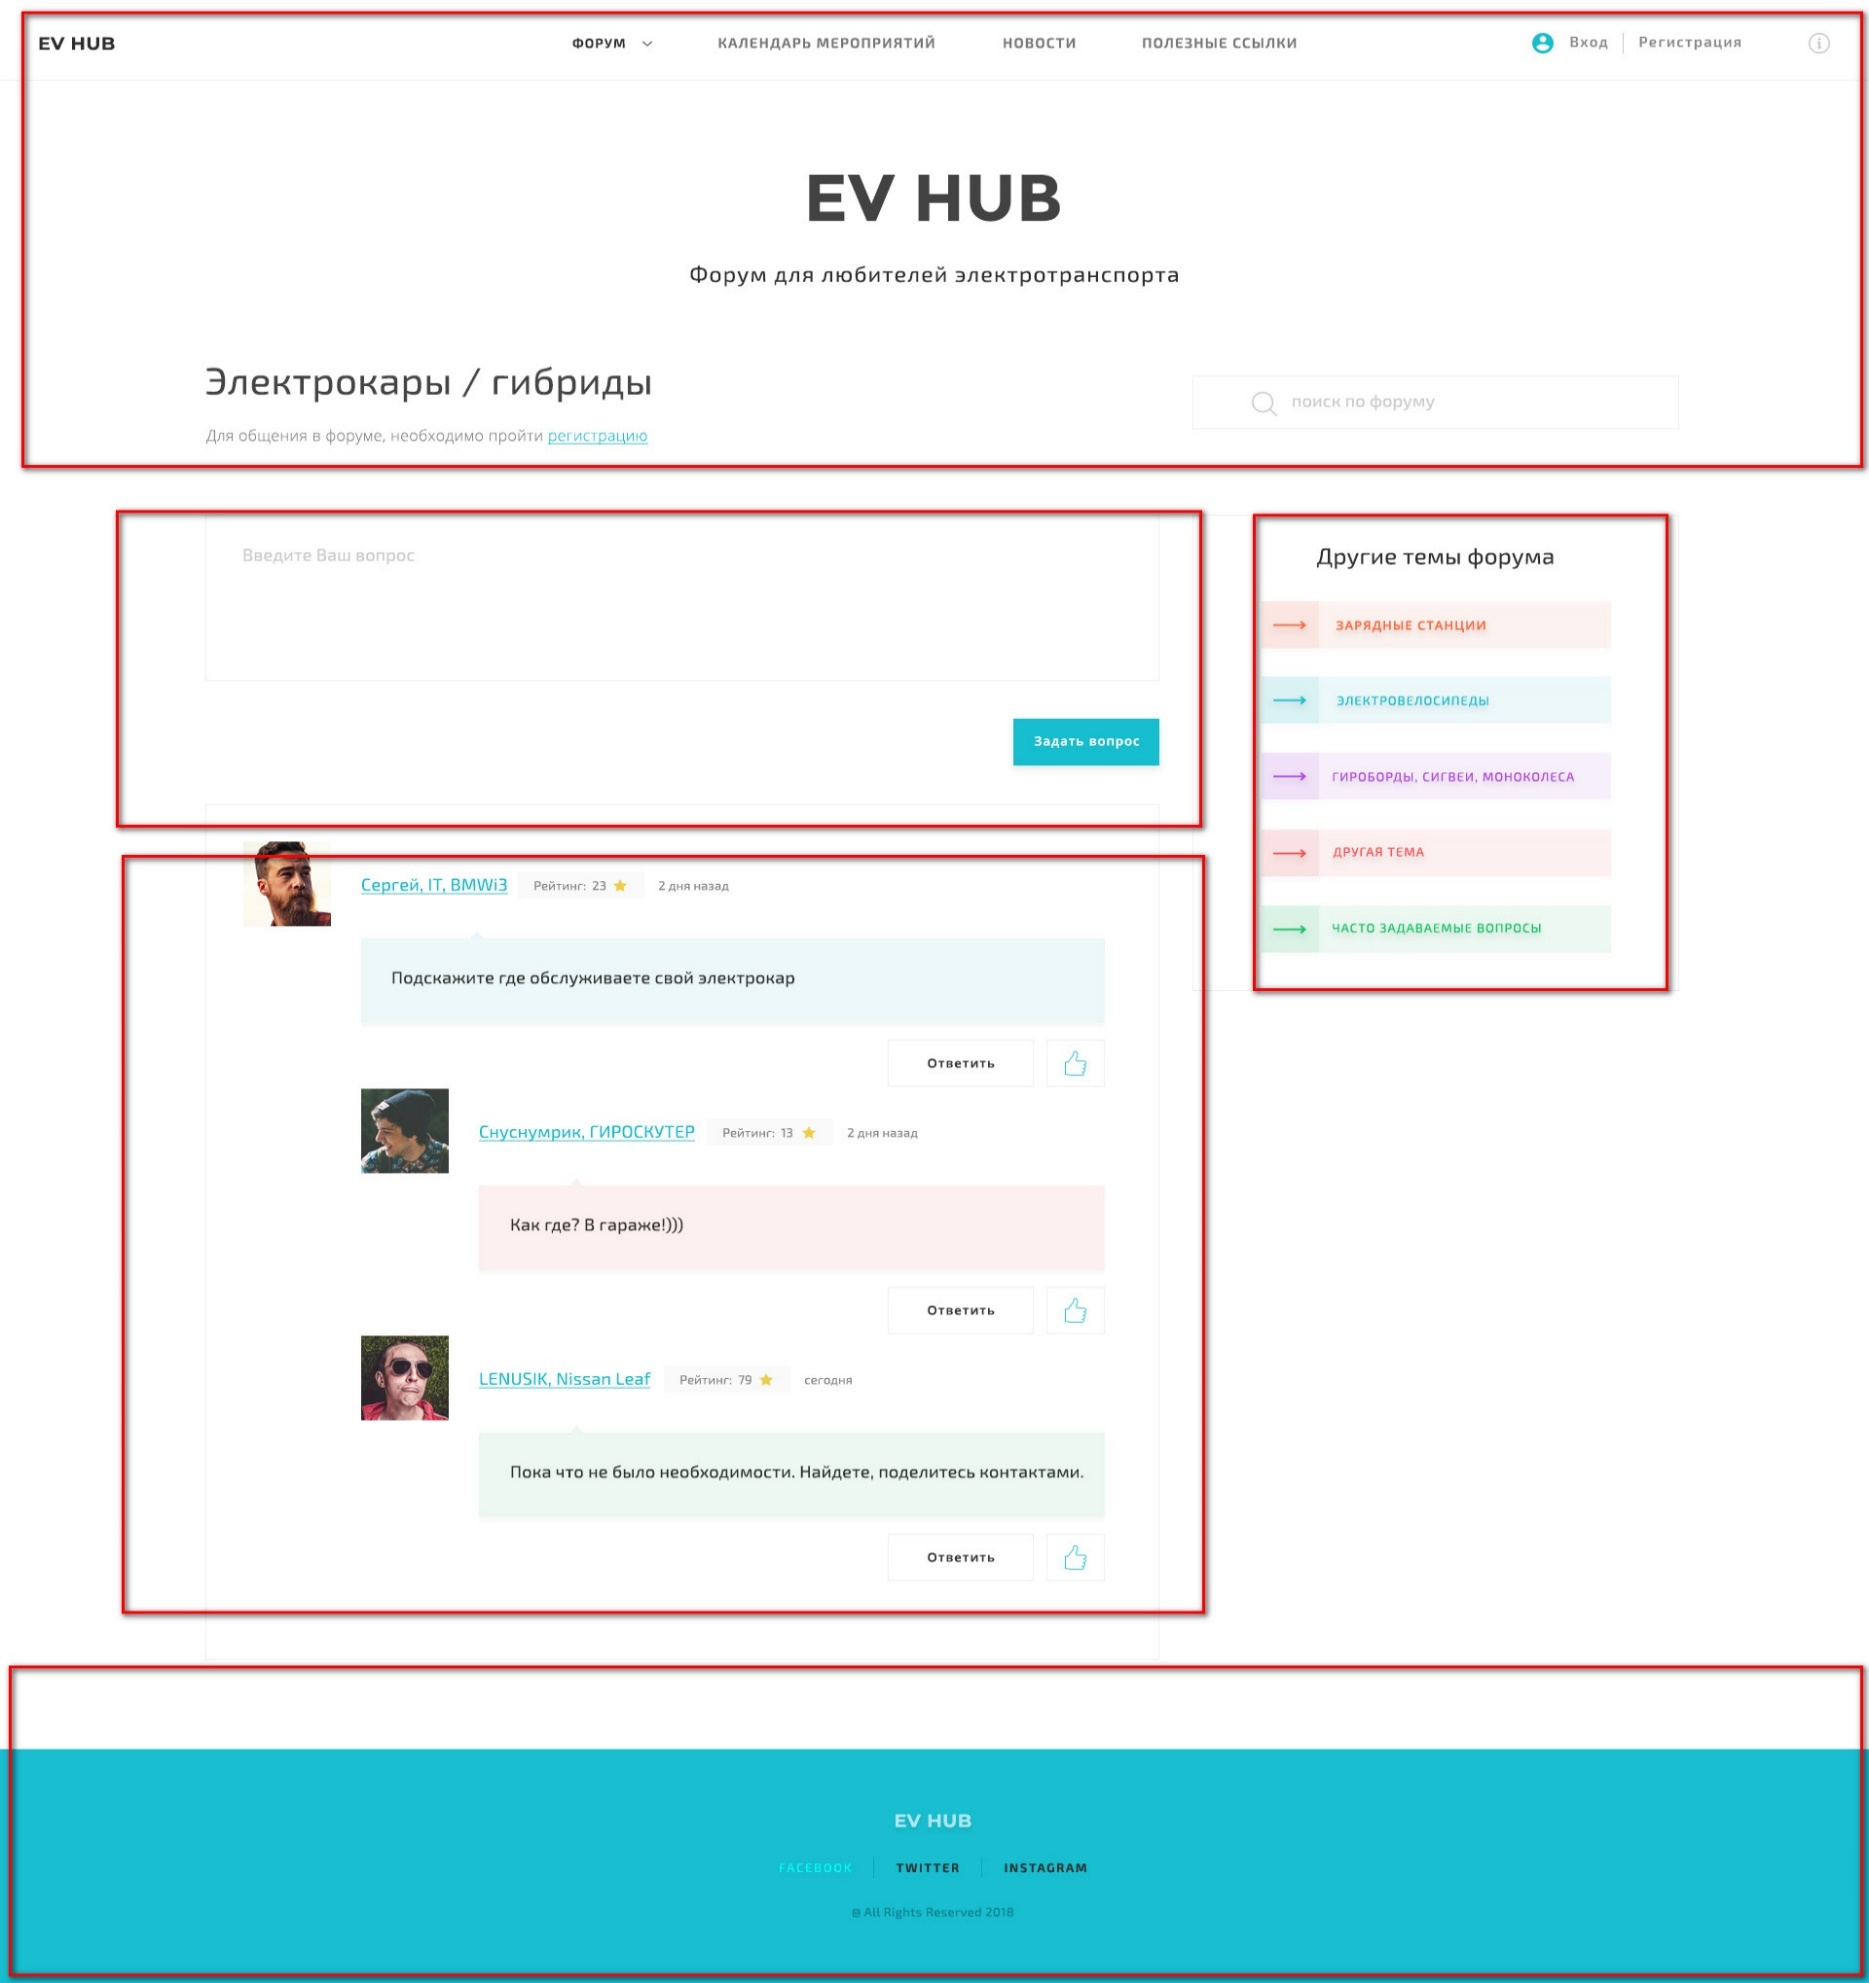 EV HUB
ФОРУМ
КАЛЕНДАРЬ МЕРОПРИЯТИЙ
НОВОСТИ
ПОЛЕЗНЫЕ ССЫЛКИ
Вход
Регистрация
EV HUB
Форум для любителей электротранспорта
Электрокары / гибриды
поиск по форуму
Для общения в форуме, необходимо пройти регистрацию
Введите Ваш вопрос
Задать вопрос
Другие темы форума
ЗАРЯДНЫЕ СТАНЦИИ
ЭЛЕКТРОВЕЛОСИПЕДЫ
ГИРОБОРДЫ, СИГВЕИ, МОНОКОЛЕСА
ДРУГАЯ ТЕМА
ЧАСТО ЗАДАВАЕМЫЕ ВОПРОСЫ
Сергей, IT, BMWi3 Рейтинг: 23 2 дня назад
Подскажите где обслуживаете свой электрокар
Ответить
Снуснумрик, ГИРОСКУТЕР Рейтинг: 13 2 дня назад
Как где? В гараже!)))
Ответить
LENUSIK, Nissan Leaf Рейтинг: 79 сегодня
Пока что не было необходимости. Найдете, поделитесь контактами.
Ответить
EV HUB
FACEBOOK
TWITTER
INSTAGRAM
@ All Rights Reserved 2018